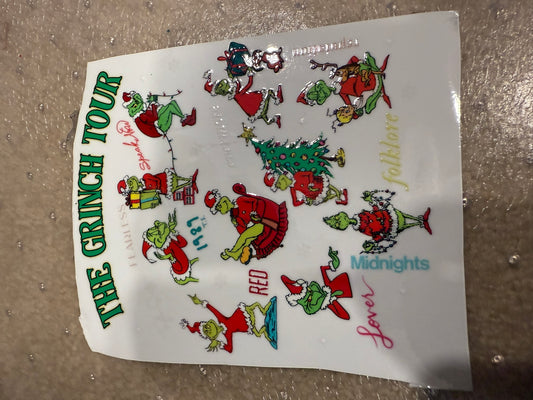 THE GRINCH TOUR
Speak Now
FEARLESS
1989
RED
folklore
Midnights
Lover